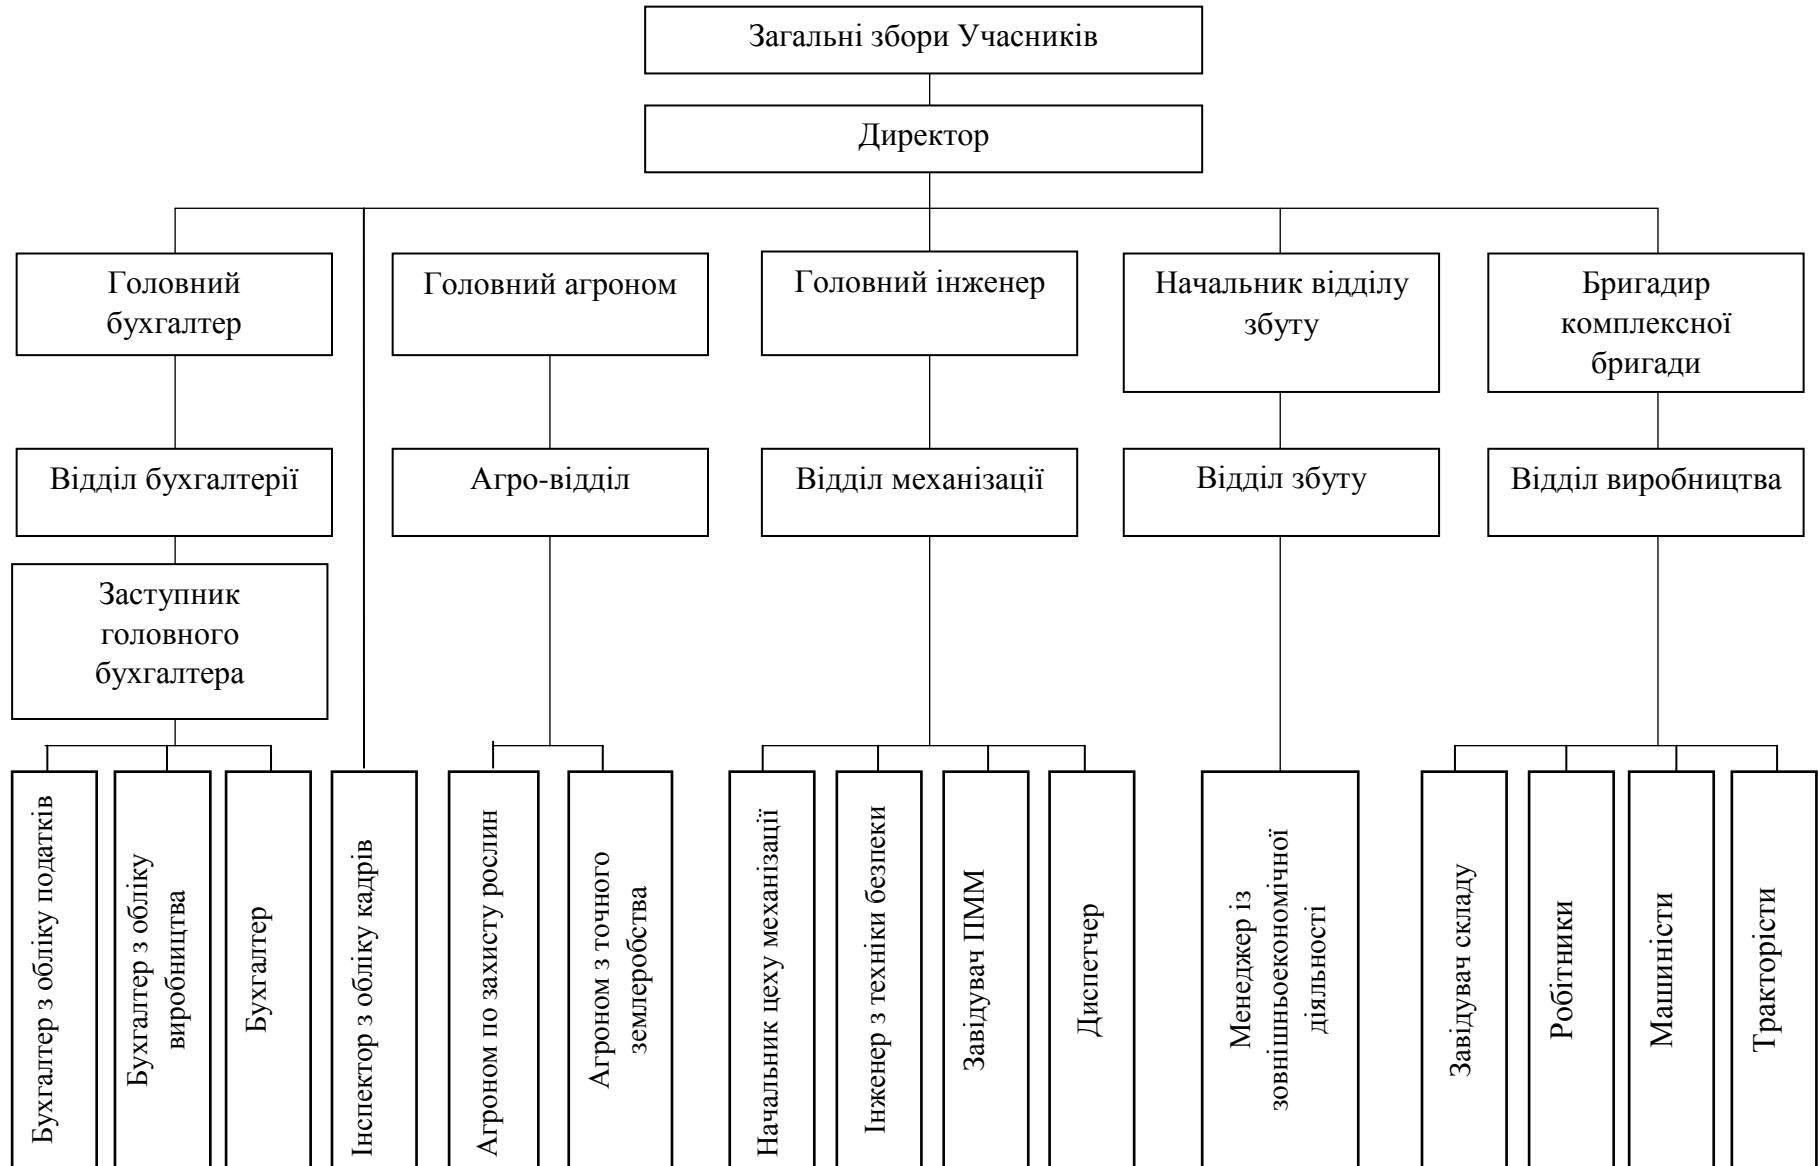 Загальні збори Учасників
Директор
Головний
бухгалтер
Головний агроном
Головний інженер
Начальник відділу
збуту
Бригадир
комплексної
бригади
Відділ бухгалтерії
Агро-відділ
Відділ механізації
Відділ збуту
Відділ виробництва
Заступник
головного
бухгалтера
Бухгалтер з обліку податків
Бухгалтер з обліку
виробництва
Бухгалтер
Інспектор з обліку кадрів
Агроном по захисту рослин
Агроном з точного
землеробства
Начальник цеху механізації
Інженер з техніки безпеки
Завідувач ПММ
Диспетчер
Менеджер із
зовнішньоекономічної
діяльності
Завідувач складу
Робітники
Машиністи
Тракторісти